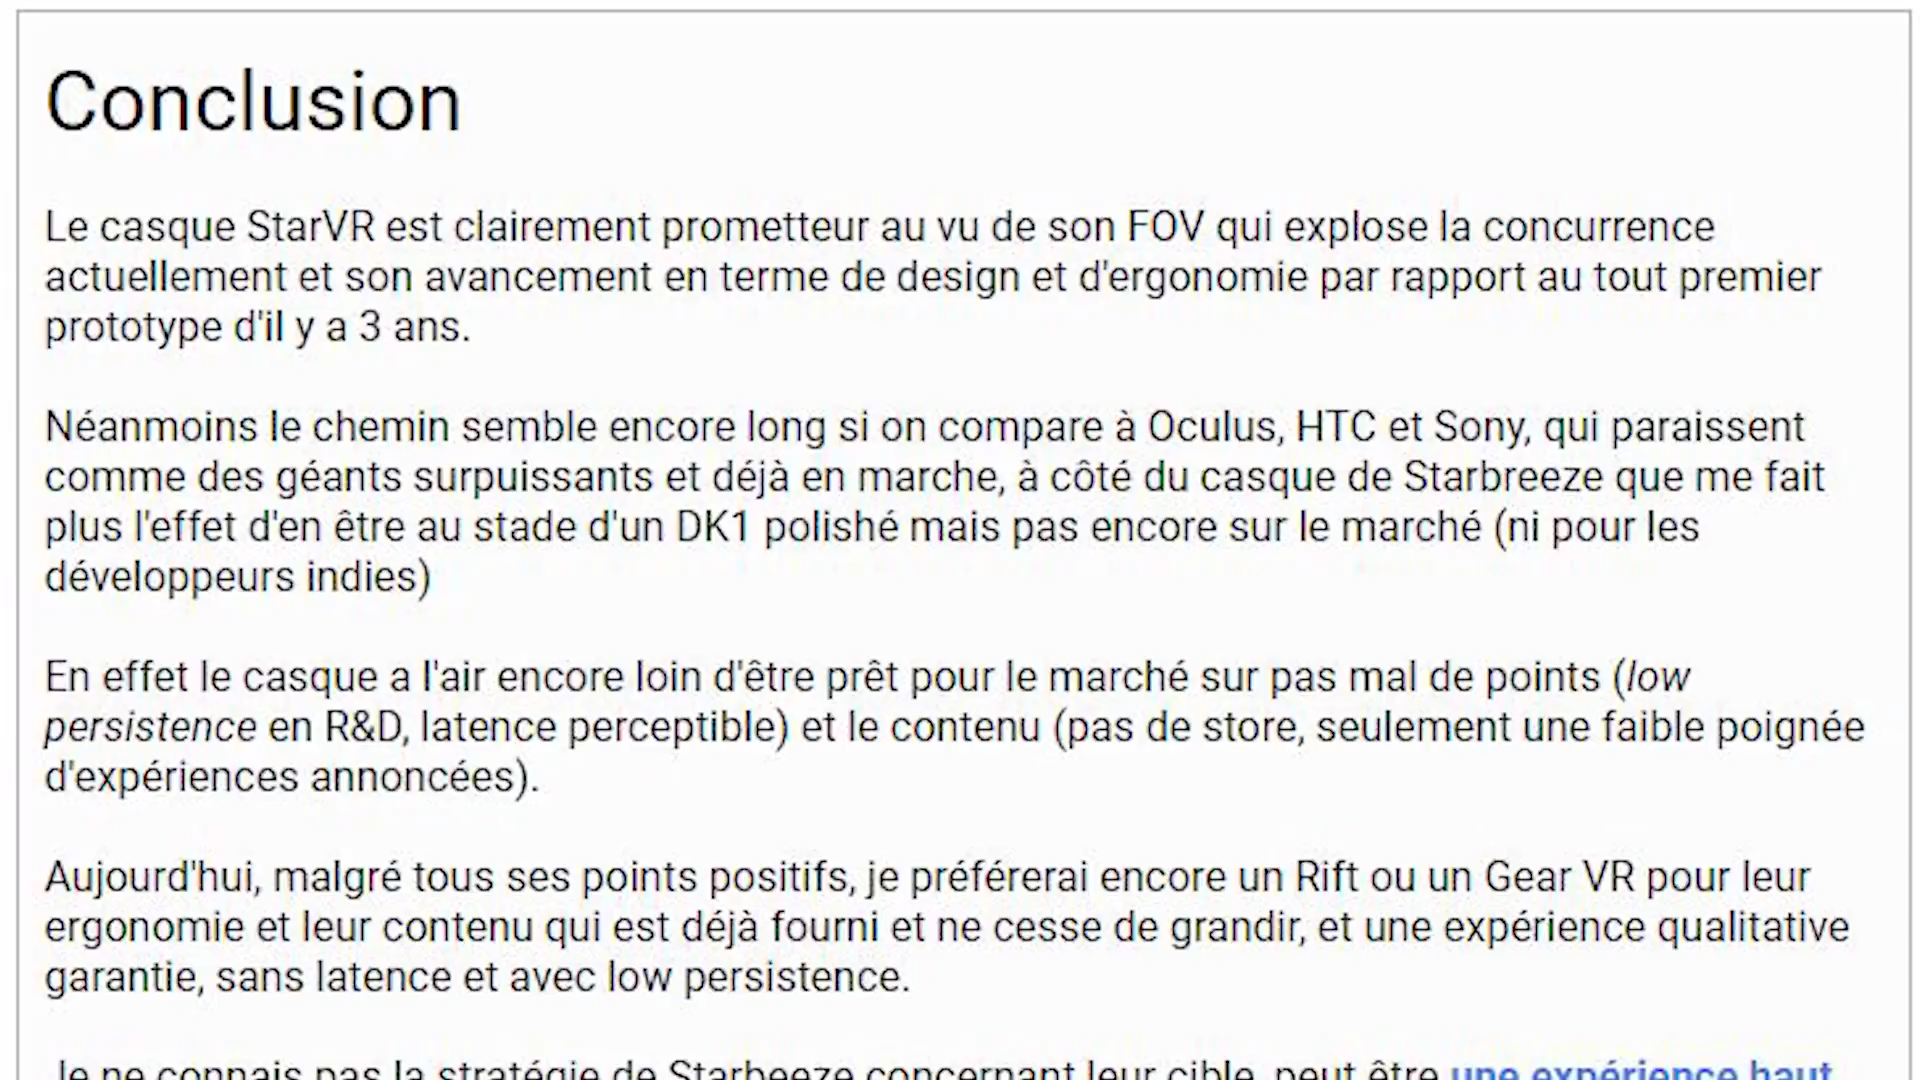 Conclusion
Le casque StarVR est clairement prometteur au vu de son FOV qui explose la concurrence
actuellement et son avancement en terme de design et d'ergonomie par rapport au tout premier
prototype d'il y a 3 ans.
Néanmoins le chemin semble encore long si on compare à Oculus, HTC et Sony, qui paraissent
comme des géants surpuissants et déjà en marche, à côté du casque de Starbreeze que me fait
plus l'effet d'en être au stade d'un DK1 polishé mais pas encore sur le marché (ni pour les
développeurs indies)
En effet le casque a l'air encore loin d'être prêt pour le marché sur pas mal de points (low
persistence en R&D, latence perceptible) et le contenu (pas de store, seulement une faible poignée
d'expériences annoncées).
Aujourd'hui, malgré tous ses points positifs, je préférerai encore un Rift ou un Gear VR pour leur
ergonomie et leur contenu qui est déjà fourni et ne cesse de grandir, et une expérience qualitative
garantie, sans latence et avec low persistence.
Je ne connais pas la stratégie de Starbeeze concernant leur cible, peut être une expérience haut